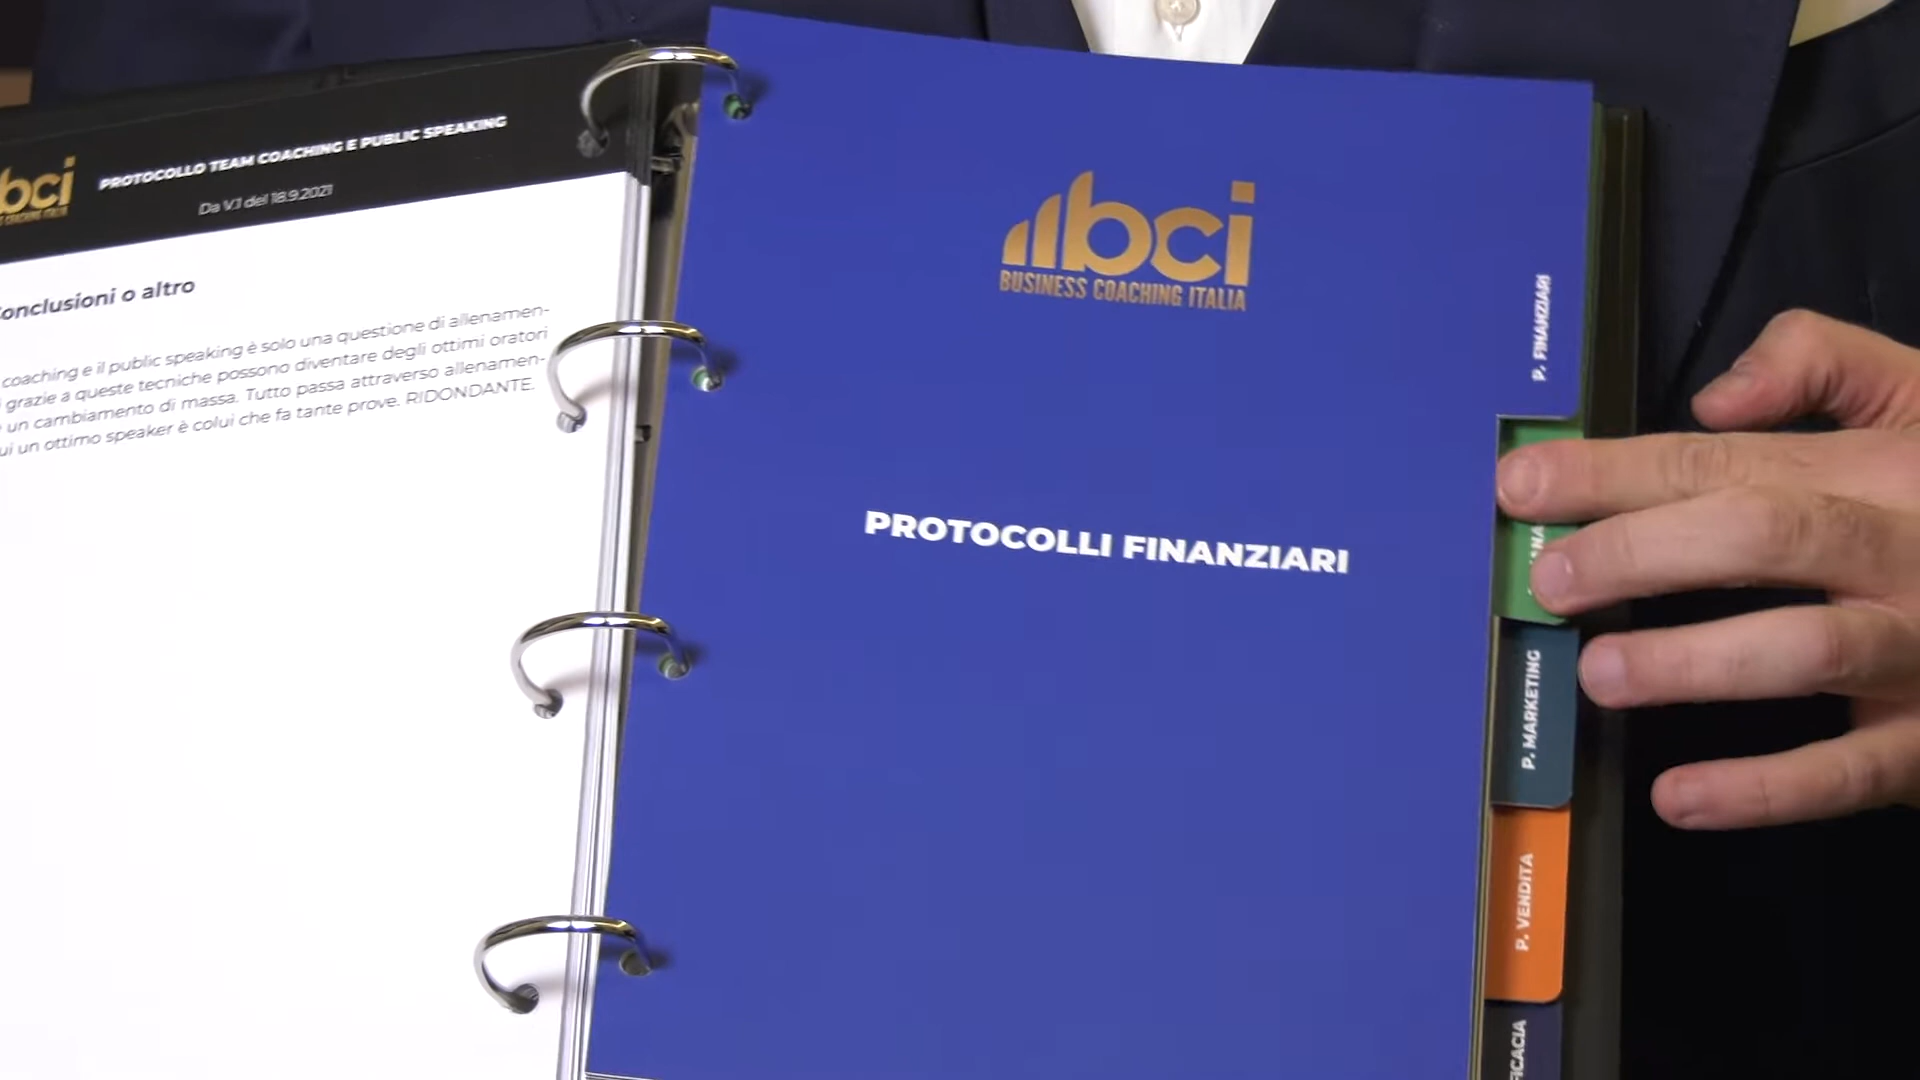 bci
PROTOCOLLO TEAM COACHING E PUBLIC SPEAKING
COACHING ITALIA
Da V.1 del 18.9.2021
onclusioni o altro
coaching e il public speaking è solo una questione di allenamen-
grazie a queste tecniche possono diventare degli ottimi oratori
un cambiamento di massa. Tutto passa attraverso allenamen-
ui un ottimo speaker è colui che fa tante prove. RIDONDANTE.
bci
BUSINESS COACHING ITALIA
PROTOCOLLI FINANZIARI
P. FINANZIARI
P. MARKETING
P. VENDITA
FICACIA